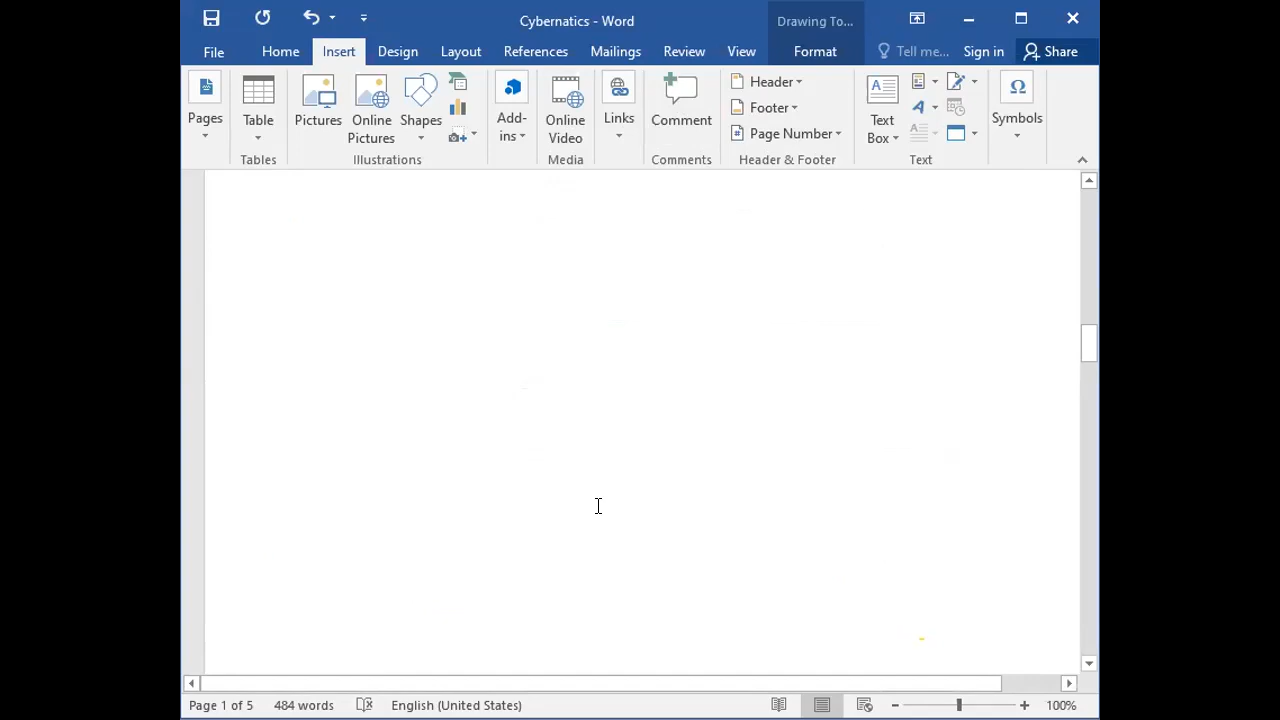 Cybernatics - Word
Drawing To...
File
Home
Insert
Design
Layout
References
Mailings
Review
View
Format
Tell me...
Sign in
Share
Pages
Table
Tables
Pictures
Online
Pictures
Shapes
Illustrations
Add-
ins
Online
Video
Media
Links
Comment
Comments
Header
Footer
Page Number
Header & Footer
Text
Box
Text
Symbols
Page 1 of 5
484 words
English (United States)
100%